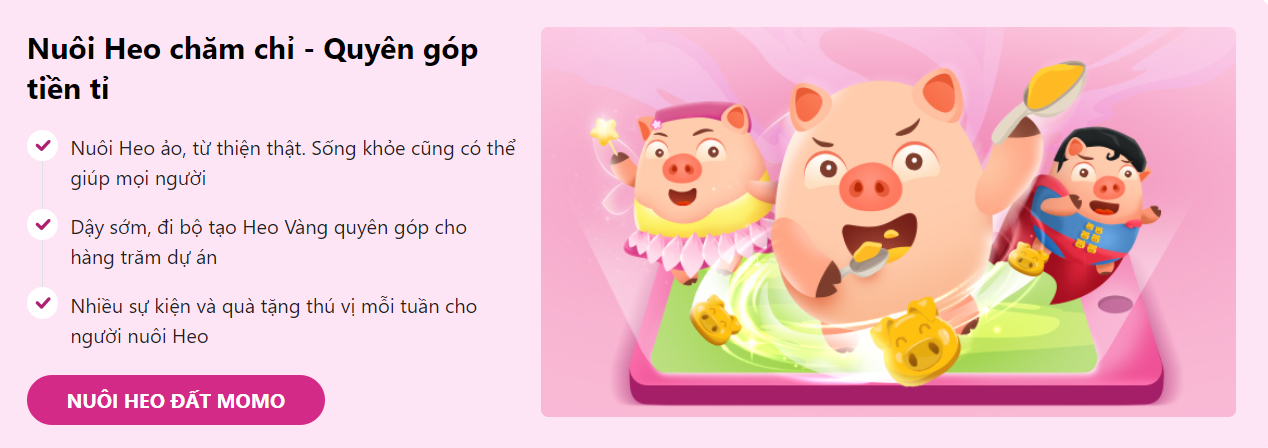 Nuôi Heo chăm chỉ - Quyên góp
tiền tỉ
Nuôi Heo ảo, từ thiện thật. Sống khỏe cũng có thể
giúp mọi người
Dậy sớm, đi bộ tạo Heo Vàng quyên góp cho
hàng trăm dự án
Nhiều sự kiện và quà tặng thú vị mỗi tuần cho
người nuôi Heo
NUÔI HEO ĐẤT MOMO